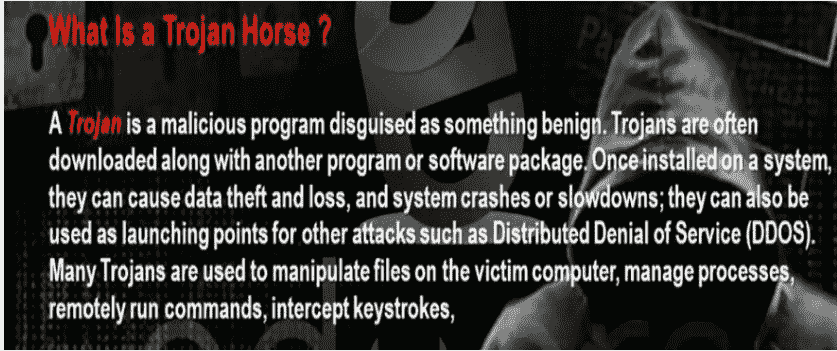 What Is a Trojan Horse ?
A Trojan is a malicious program disguised as something benign. Trojans are often
downloaded along with another program or software package. Once installed on a system,
they can cause data theft and loss, and system crashes or slowdowns; they can also be
used as launching points for other attacks such as Distributed Denial of Service (DDOS).
Many Trojans are used to manipulate files on the victim computer, manage processes,
remotely run commands, intercept keystrokes,